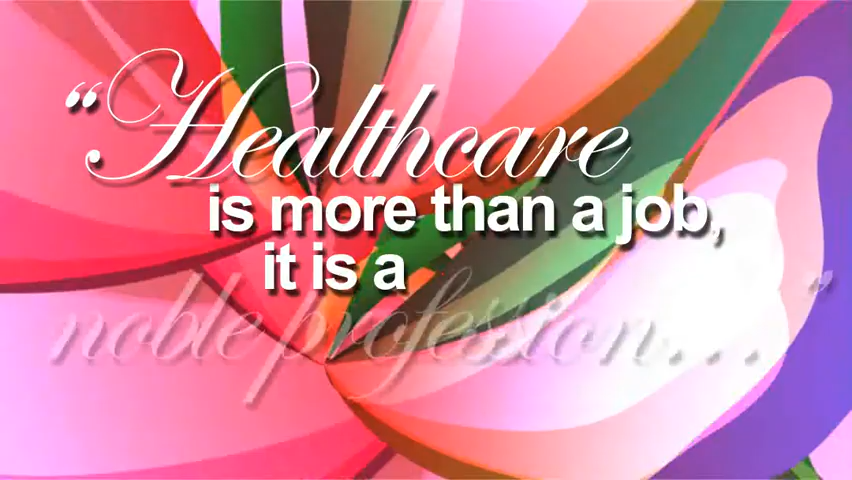 “Healthcare
is more than a job,
it is a
noble profession...”